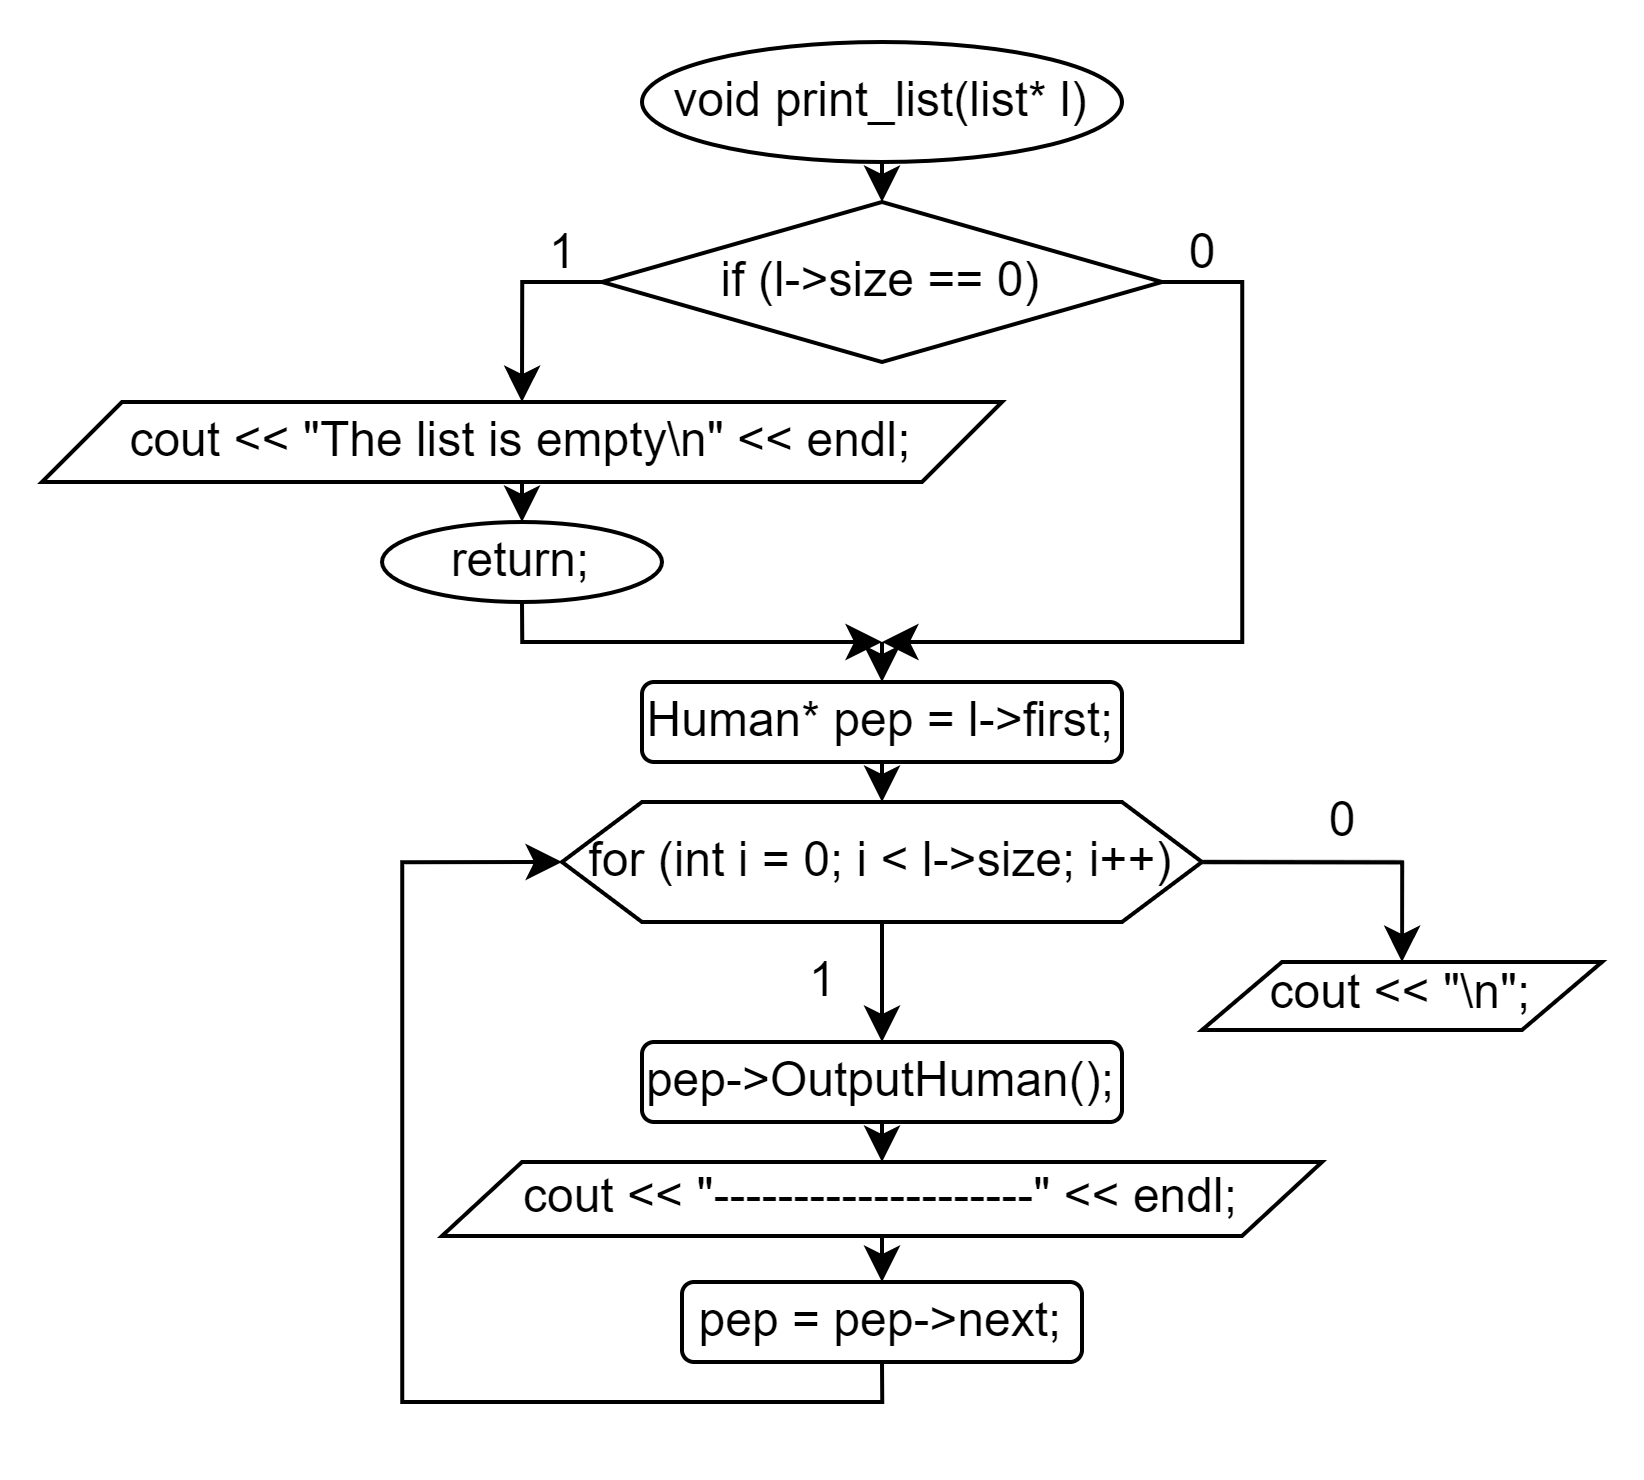 void print_list(list* l)
1
0
if (l->size == 0)
cout << "The list is empty\n" << endl;
return;
Human* pep = l->first;
0
for (int i = 0; i < l->size; i++)
1
cout << "\n";
pep->OutputHuman();
cout << "--------------------" << endl;
pep = pep->next;